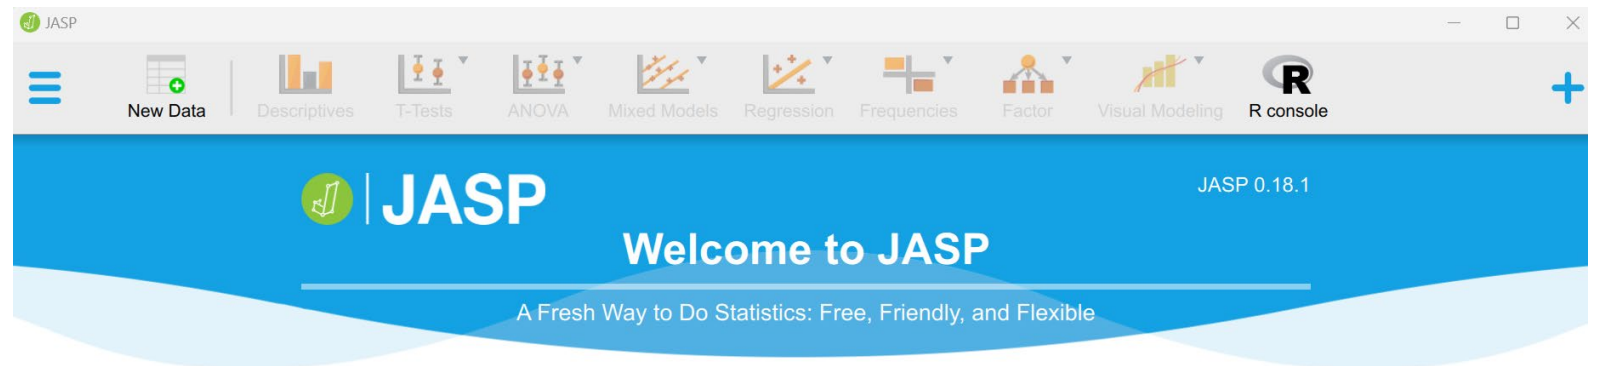 JASP
New Data
Descriptives
T-Tests
ANOVA
Mixed Models
Regression
Frequencies
Factor
Visual Modeling
R
R console
JASP
JASP 0.18.1
Welcome to JASP
A Fresh Way to Do Statistics: Free, Friendly, and Flexible